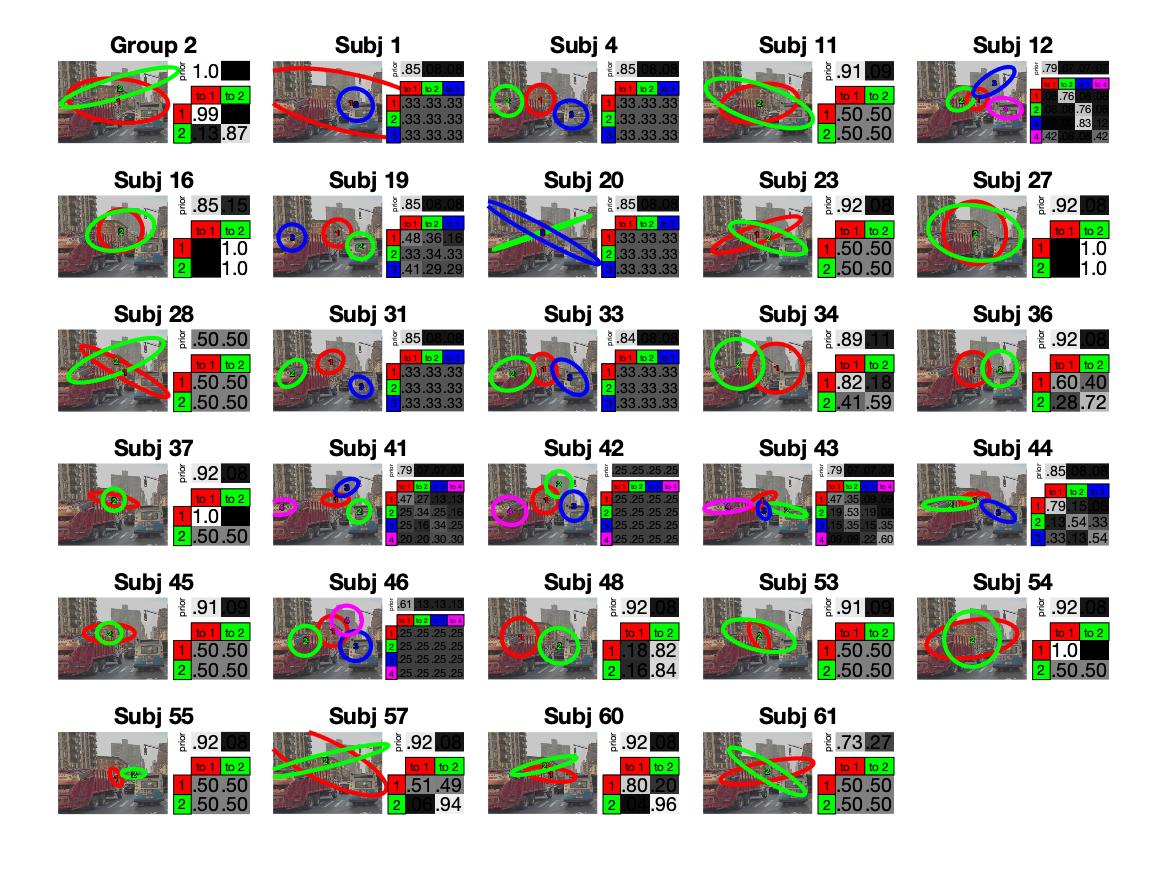 Group 2
prior
1.0
to 1 to 2
1 .99
2 .13 .87
Subj 1
prior
.85 .08 .08
to 1 to 2 to 3
1 .33 .33 .33
2 .33 .33 .33
3 .33 .33 .33
Subj 4
prior
.85 .08 .08
to 1 to 2 to 3
1 .33 .33 .33
2 .33 .33 .33
3 .33 .33 .33
Subj 11
prior
.91 .09
to 1 to 2
1 .50 .50
2 .50 .50
Subj 12
prior
.79 .07 .07 .07
to 1 to 2 to 3 to 4
1 .08 .76 .08 .08
2 .08 .08 .76 .08
3 .83 .12
4 .42 .08 .08 .42
Subj 16
prior
.85 .15
to 1 to 2
1 1.0
2 1.0
Subj 19
prior
.85 .08 .08
to 1 to 2 to 3
1 .48 .36 .16
2 .33 .34 .33
3 .41 .29 .29
Subj 20
prior
.85 .08 .08
to 1 to 2 to 3
1 .33 .33 .33
2 .33 .33 .33
3 .33 .33 .33
Subj 23
prior
.92 .08
to 1 to 2
1 .50 .50
2 .50 .50
Subj 27
prior
.92 .08
to 1 to 2
1 1.0
2 1.0
Subj 28
prior
.50 .50
to 1 to 2
1 .50 .50
2 .50 .50
Subj 31
prior
.85 .08 .08
to 1 to 2 to 3
1 .33 .33 .33
2 .33 .33 .33
3 .33 .33 .33
Subj 33
prior
.84 .08 .08
to 1 to 2 to 3
1 .33 .33 .33
2 .33 .33 .33
3 .33 .33 .33
Subj 34
prior
.89 .11
to 1 to 2
1 .82 .18
2 .41 .59
Subj 36
prior
.92 .08
to 1 to 2
1 .60 .40
2 .28 .72
Subj 37
prior
.92 .08
to 1 to 2
1 1.0
2 .50 .50
Subj 41
prior
.79 .07 .07 .07
to 1 to 2 to 3 to 4
1 .47 .27 .13 .13
2 .25 .34 .25 .16
3 .25 .16 .34 .25
4 .20 .20 .30 .30
Subj 42
prior
.25 .25 .25 .25
to 1 to 2 to 3 to 4
1 .25 .25 .25 .25
2 .25 .25 .25 .25
3 .25 .25 .25 .25
4 .25 .25 .25 .25
Subj 43
prior
.79 .07 .07 .07
to 1 to 2 to 3 to 4
1 .47 .35 .09 .09
2 .19 .53 .19 .08
3 .15 .35 .35 .15
4 .09 .09 .22 .60
Subj 44
prior
.85 .08 .08
to 1 to 2 to 3
1 .79 .15
2 .13 .54 .33
3 .33 .13 .54
Subj 45
prior
.91 .09
to 1 to 2
1 .50 .50
2 .50 .50
Subj 46
prior
.61 .13 .13 .13
to 1 to 2 to 3 to 4
1 .25 .25 .25 .25
2 .25 .25 .25 .25
3 .25 .25 .25 .25
4 .25 .25 .25 .25
Subj 48
prior
.92 .08
to 1 to 2
1 .18 .82
2 .16 .84
Subj 53
prior
.91 .09
to 1 to 2
1 .50 .50
2 .50 .50
Subj 54
prior
.92 .08
to 1 to 2
1 1.0
2 .50 .50
Subj 55
prior
.92 .08
to 1 to 2
1 .50 .50
2 .50 .50
Subj 57
prior
.92 .08
to 1 to 2
1 .51 .49
2 .06 .94
Subj 60
prior
.92 .08
to 1 to 2
1 .80 .20
2 .04 .96
Subj 61
prior
.73 .27
to 1 to 2
1 .50 .50
2 .50 .50